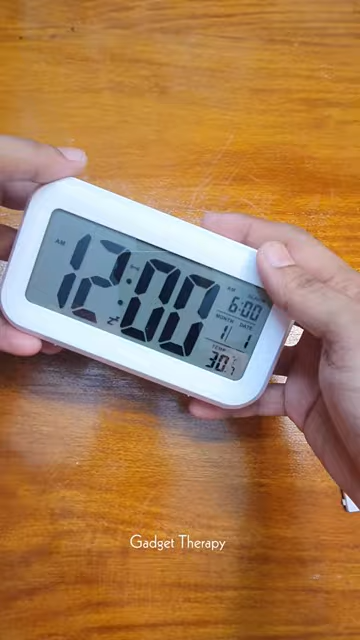 AM
12:00
AM
6:00
MONTH DATE
1 1
TEMP
30.
Gadget Therapy